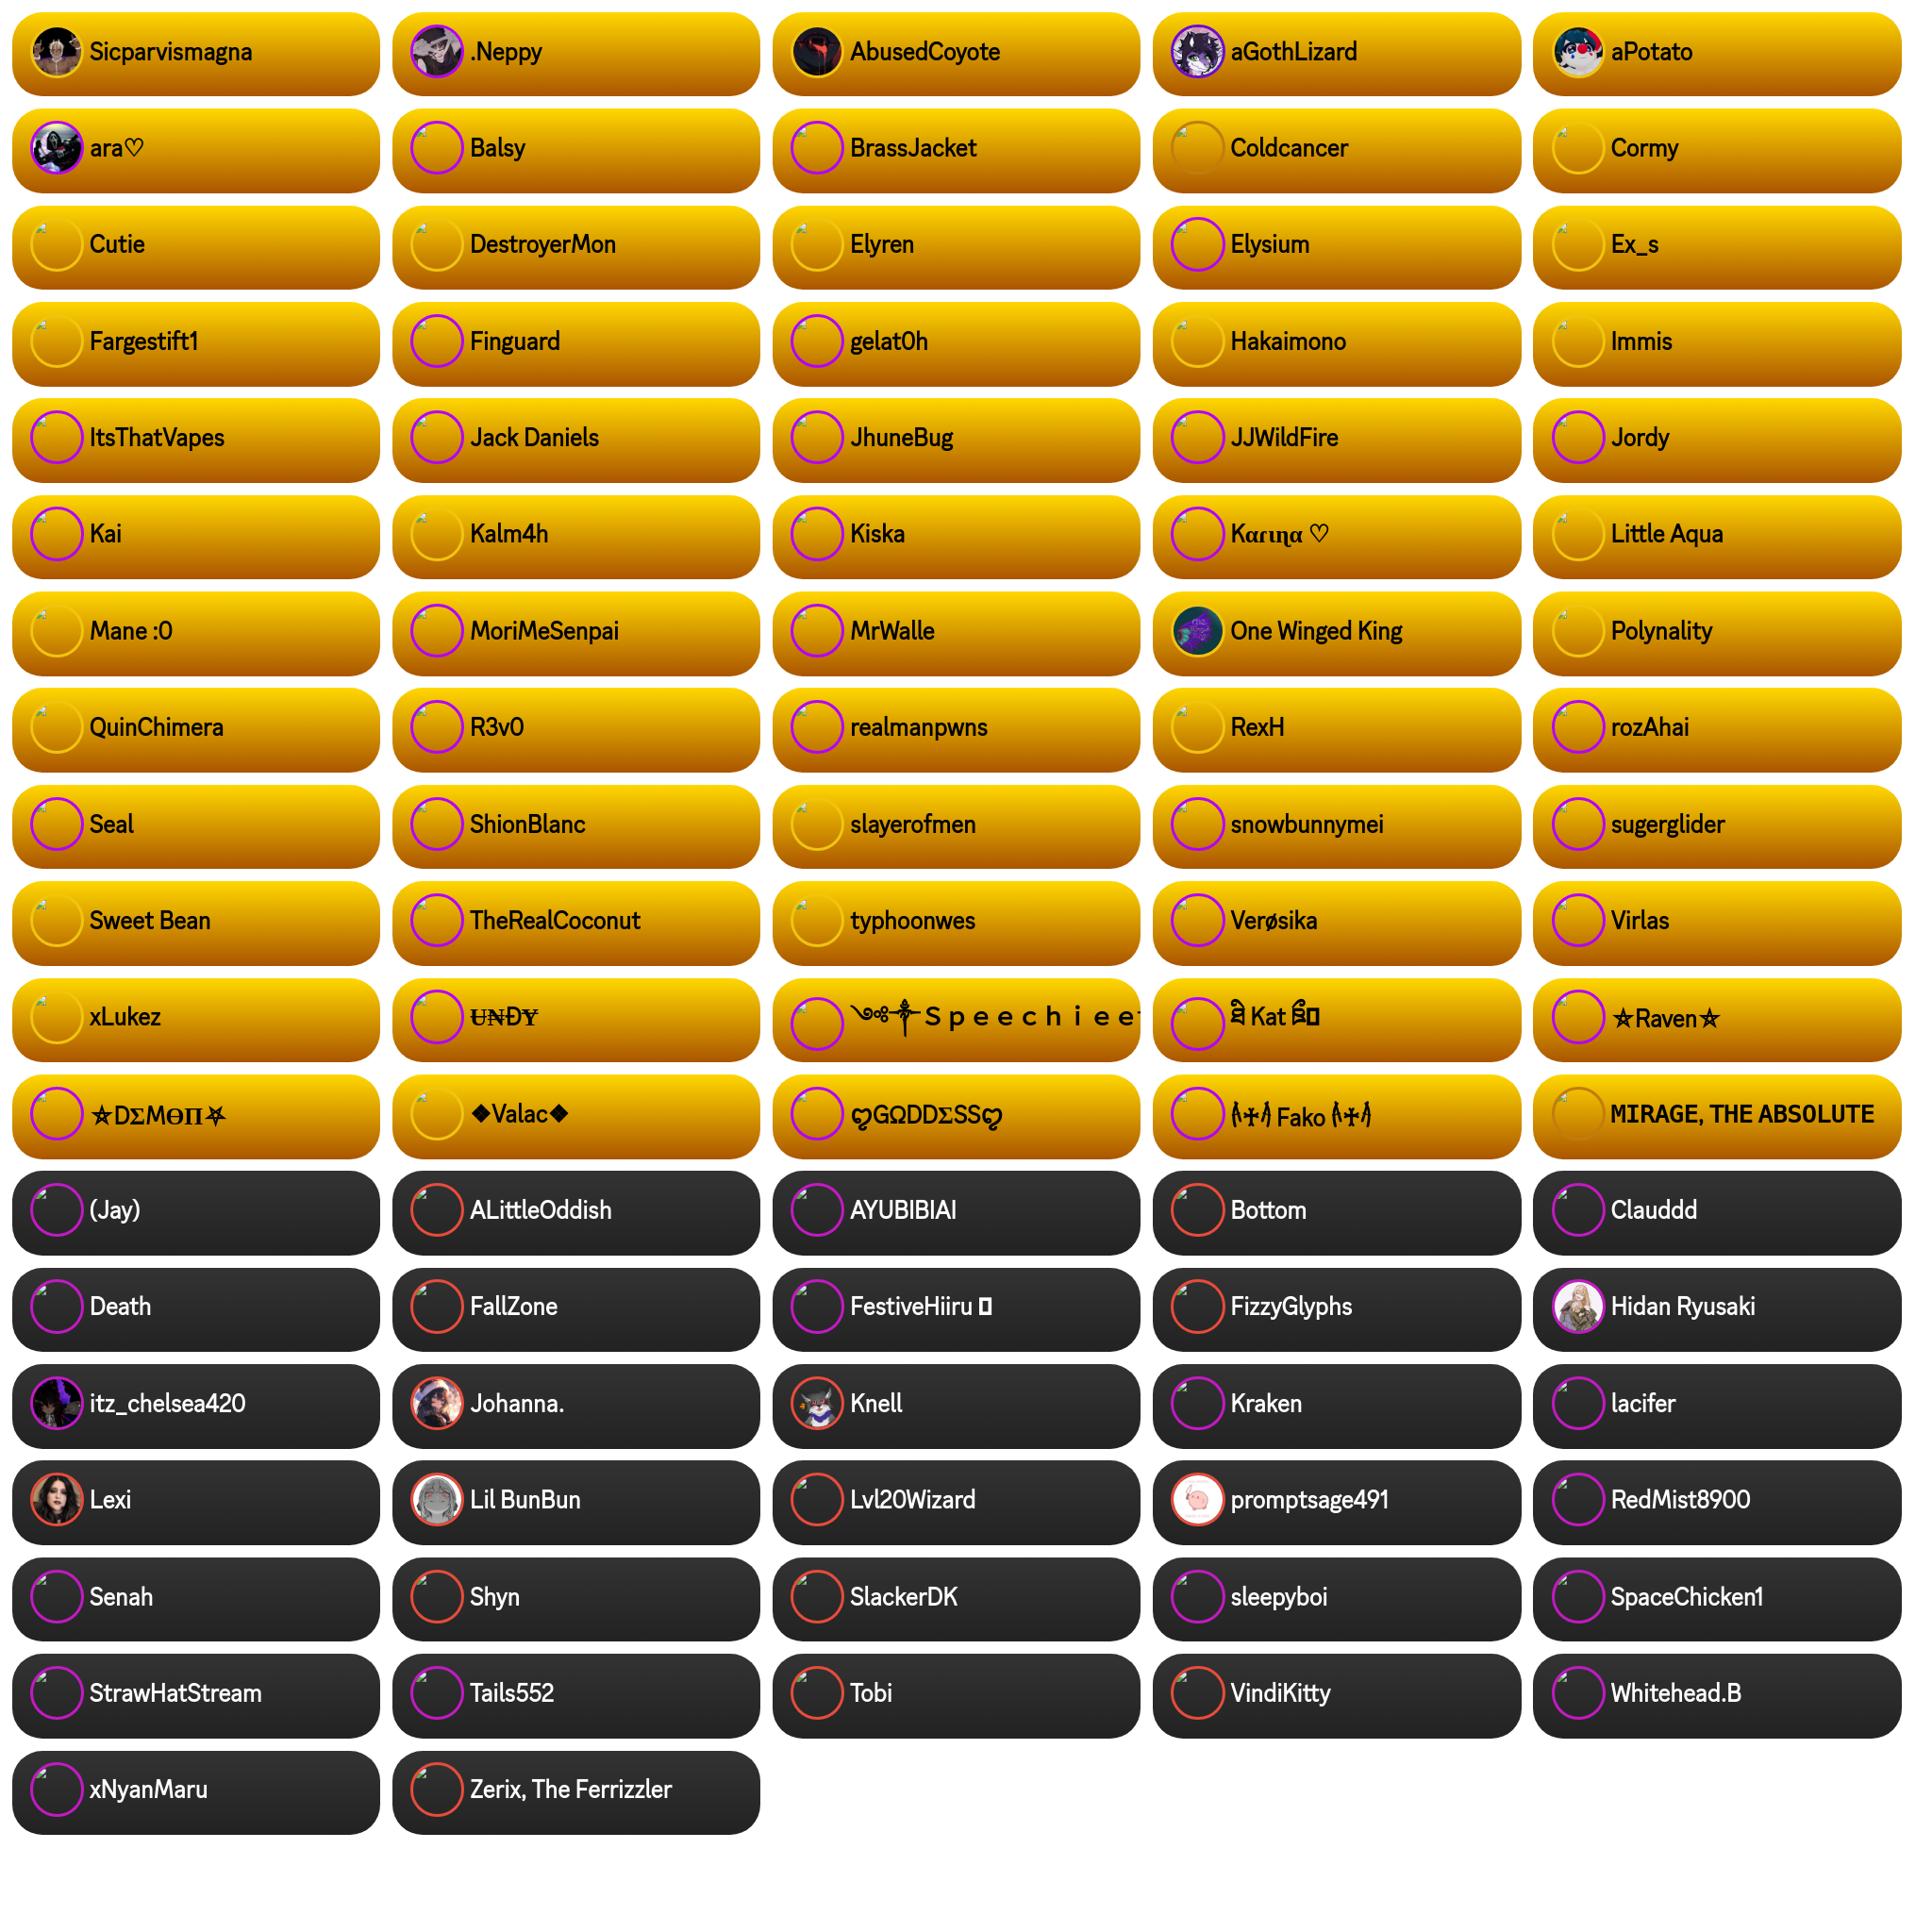 Sicparvismagna
.Neppy
AbusedCoyote
aGothLizard
aPotato
ara♡
Balsy
BrassJacket
Coldcancer
Cormy
Cutie
DestroyerMon
Elyren
Elysium
Ex_s
Fargestift1
Finguard
gelat0h
Hakaimono
Immis
ItsThatVapes
Jack Daniels
JhuneBug
JJWildFire
Jordy
Kai
Kalm4h
Kiska
Kαɾιɳα ♡
Little Aqua
Mane :0
MoriMeSenpai
MrWalle
One Winged King
Polynality
QuinChimera
R3v0
realmanpwns
RexH
rozAhai
Seal
ShionBlanc
slayerofmen
snowbunnymei
sugerglider
Sweet Bean
TheRealCoconut
typhoonwes
Verøsika
Virlas
xLukez
U̶N̶ÐY̶
༺༒Ｓｐｅｅｃｈｉｅｅ
Kat
⛤Raven⛤
⛤DΣMӨП⛧
❖Valac❖
ღGΩDDΣSSღ
Fako
MIRAGE, THE ABSOLUTE
(Jay)
ALittleOddish
AYUBIBIAI
Bottom
Clauddd
Death
FallZone
FestiveHiiru
FizzyGlyphs
Hidan Ryusaki
itz_chelsea420
Johanna.
Knell
Kraken
lacifer
Lexi
Lil BunBun
Lvl20Wizard
promptsage491
RedMist8900
Senah
Shyn
SlackerDK
sleepyboi
SpaceChicken1
StrawHatStream
Tails552
Tobi
VindiKitty
Whitehead.B
xNyanMaru
Zerix, The Ferrizzler